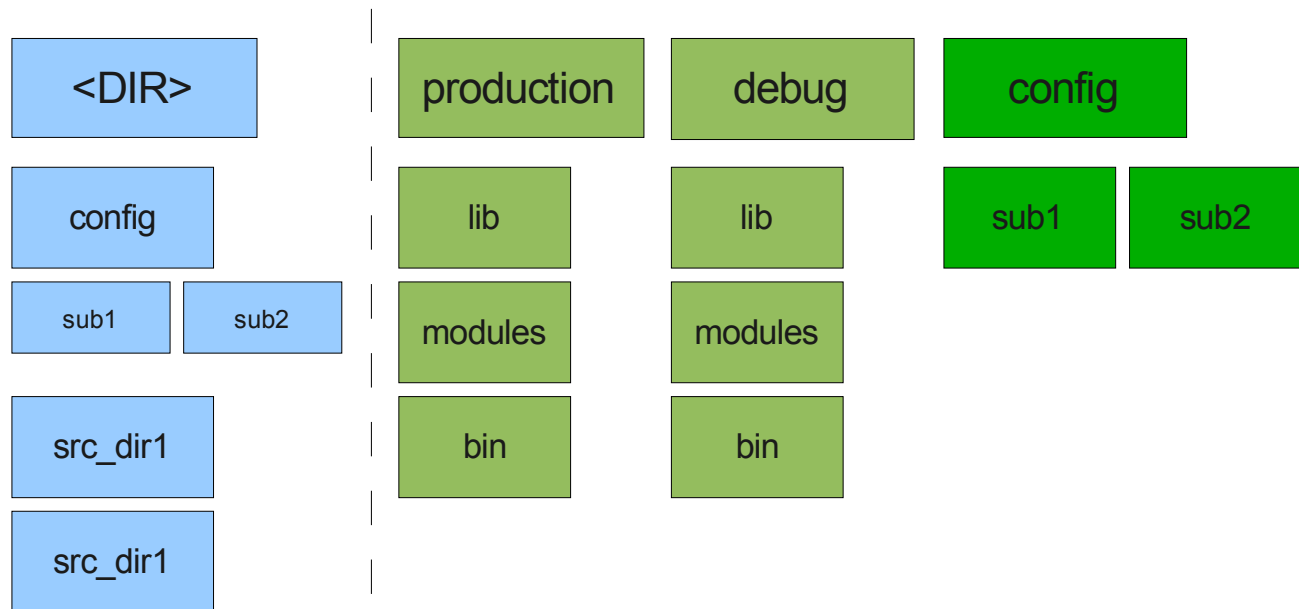 <DIR>
production
debug
config
config
lib
lib
sub1
sub2
sub1
sub2
modules
modules
src_dir1
bin
bin
src_dir1